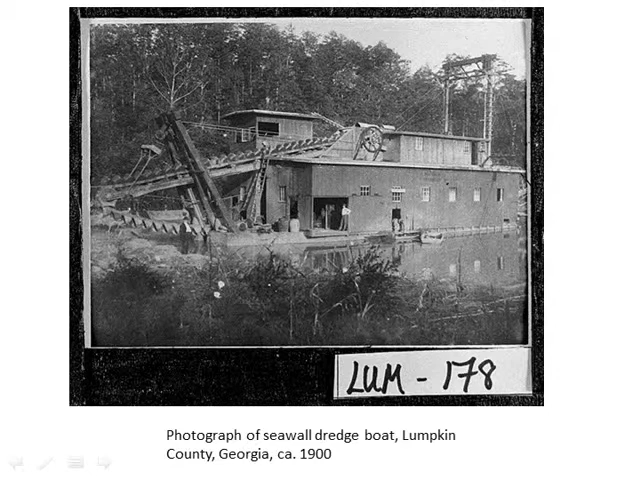 LUM - 178
Photograph of seawall dredge boat, Lumpkin
County, Georgia, ca. 1900